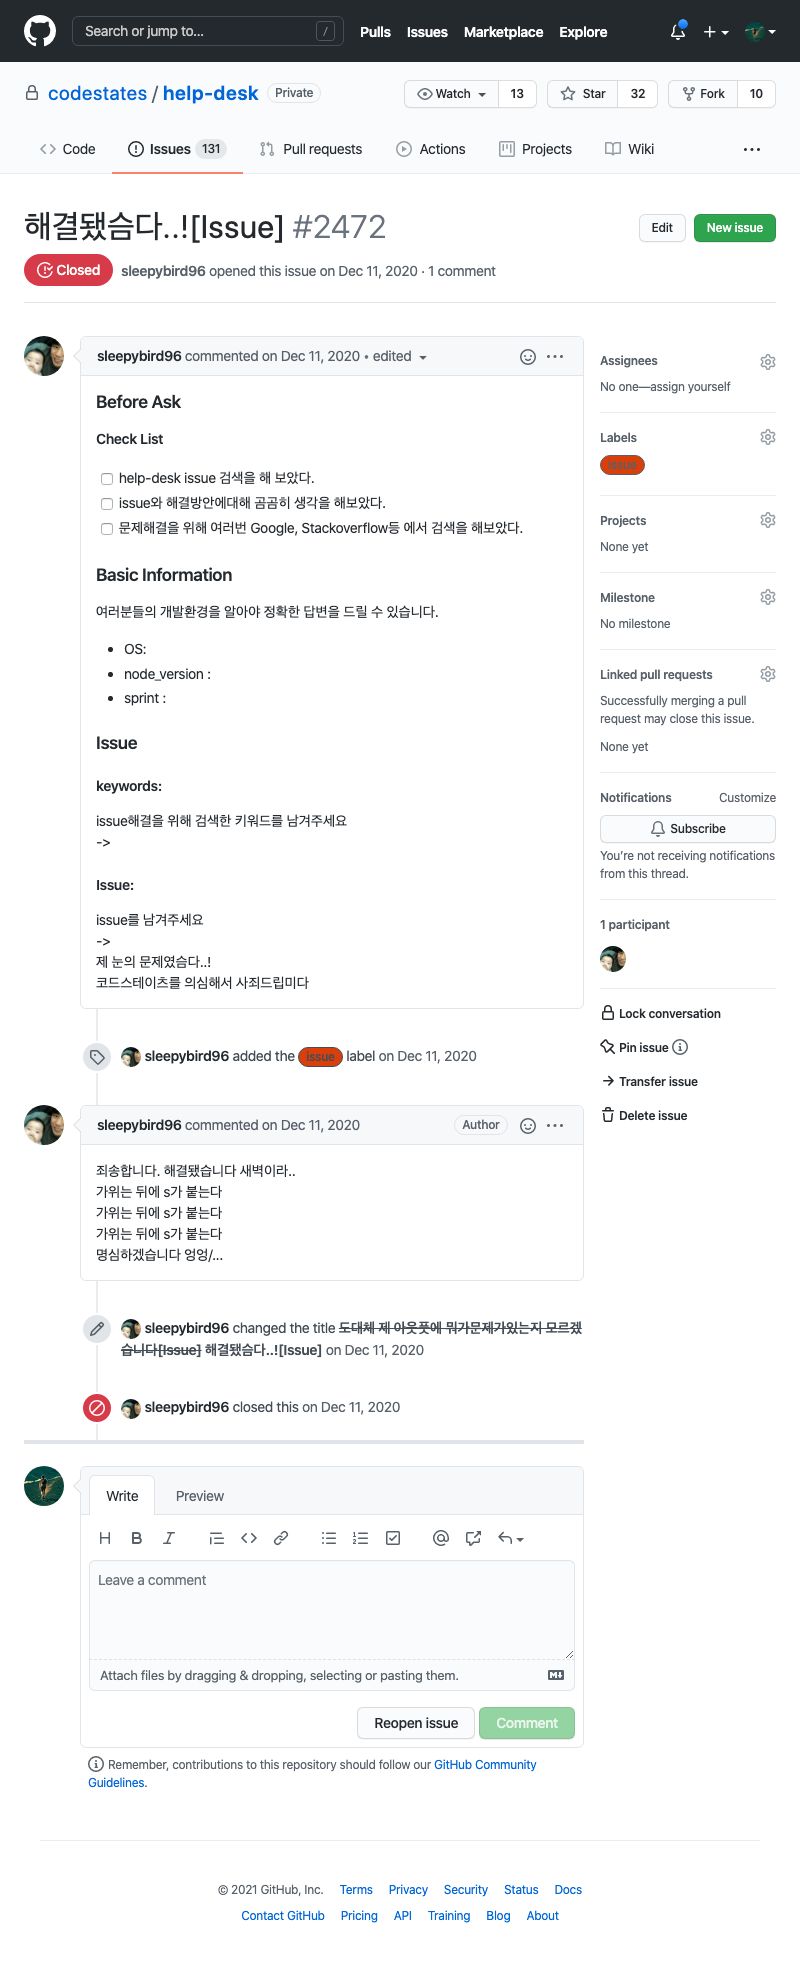 Search or jump to... /
Pulls Issues Marketplace Explore
codestates / help-desk Private
Watch 13 Star 32 Fork 10
Code Issues 131 Pull requests Actions Projects Wiki ...
해결됐슴다..![Issue] #2472
Edit New issue
Closed sleepybird96 opened this issue on Dec 11, 2020 · 1 comment
sleepybird96 commented on Dec 11, 2020 • edited
Before Ask
Check List
help-desk issue 검색을 해 보았다.
issue와 해결방안에대해 곰곰히 생각을 해보았다.
문제해결을 위해 여러번 Google, Stackoverflow등 에서 검색을 해보았다.
Basic Information
여러분들의 개발환경을 알아야 정확한 답변을 드릴 수 있습니다.
• OS:
• node_version :
• sprint :
Issue
keywords:
issue해결을 위해 검색한 키워드를 남겨주세요
->
Issue:
issue를 남겨주세요
->
제 눈의 문제였슴다..!
코드스테이츠를 의심해서 사죄드립미다
sleepybird96 added the issue label on Dec 11, 2020
sleepybird96 commented on Dec 11, 2020 Author
죄송합니다. 해결됐습니다 새벽이라..
가위는 뒤에 s가 붙는다
가위는 뒤에 s가 붙는다
가위는 뒤에 s가 붙는다
명심하겠습니다 엉엉/...
sleepybird96 changed the title 도대체 제 아웃풋에 뭐가문제가있는지 모르겠
습니다[Issue] 해결됐슴다..![Issue] on Dec 11, 2020
sleepybird96 closed this on Dec 11, 2020
Assignees
No one—assign yourself
Labels
issue
Projects
None yet
Milestone
No milestone
Linked pull requests
Successfully merging a pull
request may close this issue.
None yet
Notifications Customize
Subscribe
You're not receiving notifications
from this thread.
1 participant
Lock conversation
Pin issue
Transfer issue
Delete issue
Write Preview
Leave a comment
Attach files by dragging & dropping, selecting or pasting them.
Reopen issue Comment
Remember, contributions to this repository should follow our GitHub Community
Guidelines.
© 2021 GitHub, Inc. Terms Privacy Security Status Docs
Contact GitHub Pricing API Training Blog About